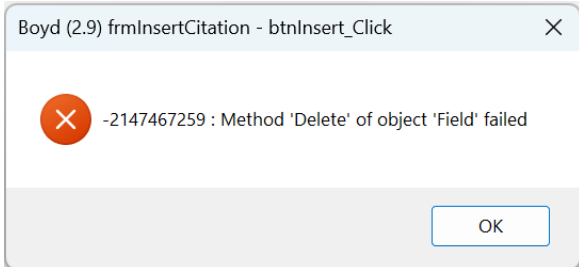 Boyd (2.9) frmInsertCitation - btnInsert_Click
-2147467259 : Method 'Delete' of object 'Field' failed
OK